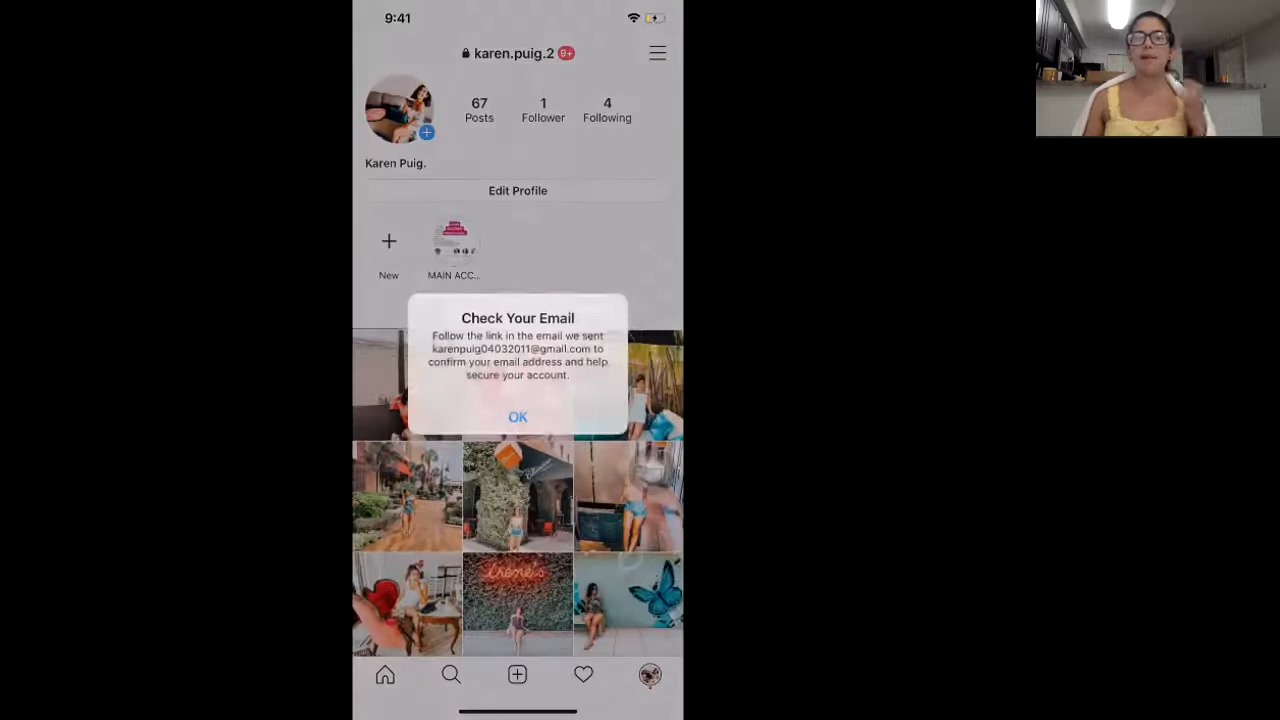 9:41
karen.puig.2 9+
67
Posts
1
Follower
4
Following
Karen Puig.
Edit Profile
New
MAIN ACC...
Check Your Email
Follow the link in the email we sent
karenpuig04032011@gmail.com to
confirm your email address and help
secure your account.
OK
irene's